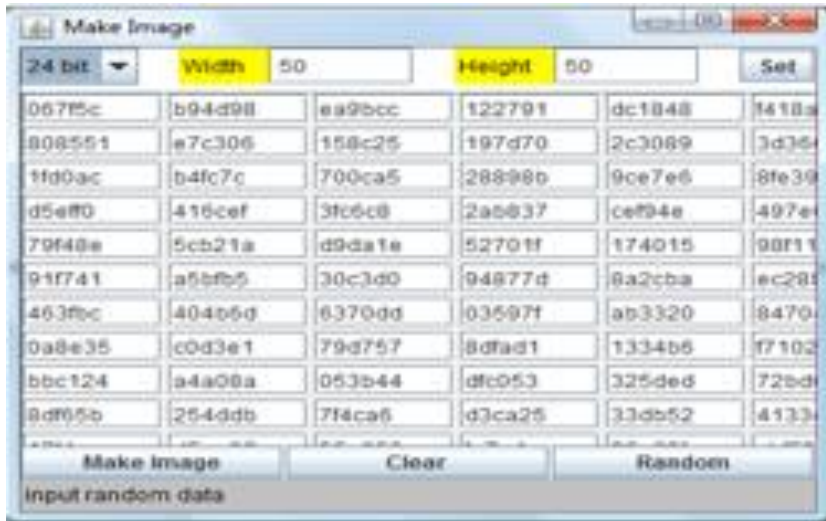 Make Image
24 bit Width 50 Height 50 Set
067f5c b94d98 ea9bcc 122791 dc1848
808551 e7c306 158c25 197d70 2c3089
1fd0ac b4fc7c 700ca5 28898b 9ce7e6
d5eff0 416cef 3fc6c8 2ab837 cef94e
79f48e 5cb21a d9da1e 52701f 174015
91f741 a5bfb5 30c3d0 94877d 8a2cba
463fbc 404b6d 6370dd 03597f ab3320
0a8e35 c0d3e1 79d757 8dfad1 1334b6
bbc124 a4a08a 053b44 dfc053 325ded
8df65b 254ddb 7f4ca6 d3ca25 33db52
Make Image Clear Random
input random data